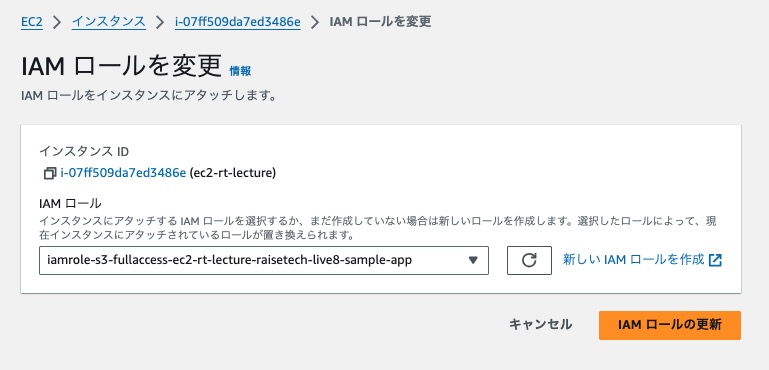 EC2 > インスタンス > i-07ff509da7ed3486e > IAM ロールを変更
IAM ロールを変更 情報
IAM ロールをインスタンスにアタッチします。
インスタンス ID
i-07ff509da7ed3486e (ec2-rt-lecture)
IAM ロール
インスタンスにアタッチする IAM ロールを選択するか、まだ作成していない場合は新しいロールを作成します。選択したロールによって、現
在インスタンスにアタッチされているロールが置き換えられます。
iamrole-s3-fullaccess-ec2-rt-lecture-raisetech-live8-sample-app
新しい IAM ロールを作成
キャンセル
IAM ロールの更新